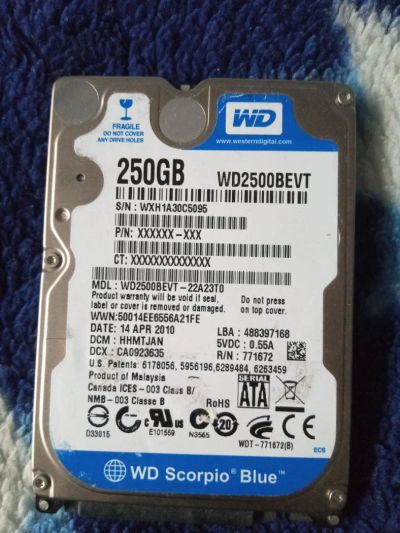 FRAGILE
DO NOT COVER
ANY DRIVE HOLES
WD
www.westerndigital.com
250GB WD2500BEVT
S/N : WXH1A30C5095
P/N: XXXXXX-XXX
CT: XXXXXXXXXXXXXX
MDL : WD2500BEVT-22A23T0
Product warranty will be void if seal,
label or cover is removed or damaged.
Do not press
on top cover.
WWN:50014EE6556A21FE
DATE: 14 APR 2010
LBA : 488397168
DCM : HHMTJAN
5VDC : 0.55A
DCX : CA0923635
R/N : 771672
U.S. Patents: 6178056, 5956196,6289484, 6263459
Product of Malaysia
Canada ICES-003 Class B/
NMB-003 Classe B
RoHS
SERIAL
ATA
D33015
E101559
N3565
20
CE
WDT-771672(B)
ECS
WD Scorpio® Blue™